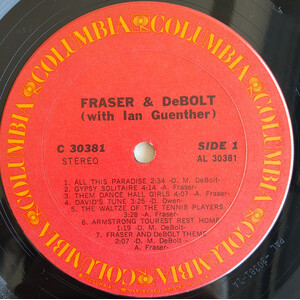 COLUMBIA COLUMBIA COLUMBIA COLUMBIA COLUMBIA COLUMBIA
FRASER & DeBOLT
(with Ian Guenther)
C 30381
SIDE 1
STEREO
AL 30381
1. ALL THIS PARADISE 2:34 -D. M. DeBolt-
2. GYPSY SOLITAIRE 4:14 -A. Fraser-
3. THEM DANCE HALL GIRLS 4:07 -A. Fraser-
4. DAVID'S TUNE 3:25 -D. Owen-
5. THE WALTZ OF THE TENNIS PLAYERS
3:28 -A. Fraser-
6. ARMSTRONG TOUREST REST HOME
1:19 -D. M. DeBolt-
7. FRASER AND DeBOLT THEME
2:07 -D. M. DeBolt-
A. Fraser-